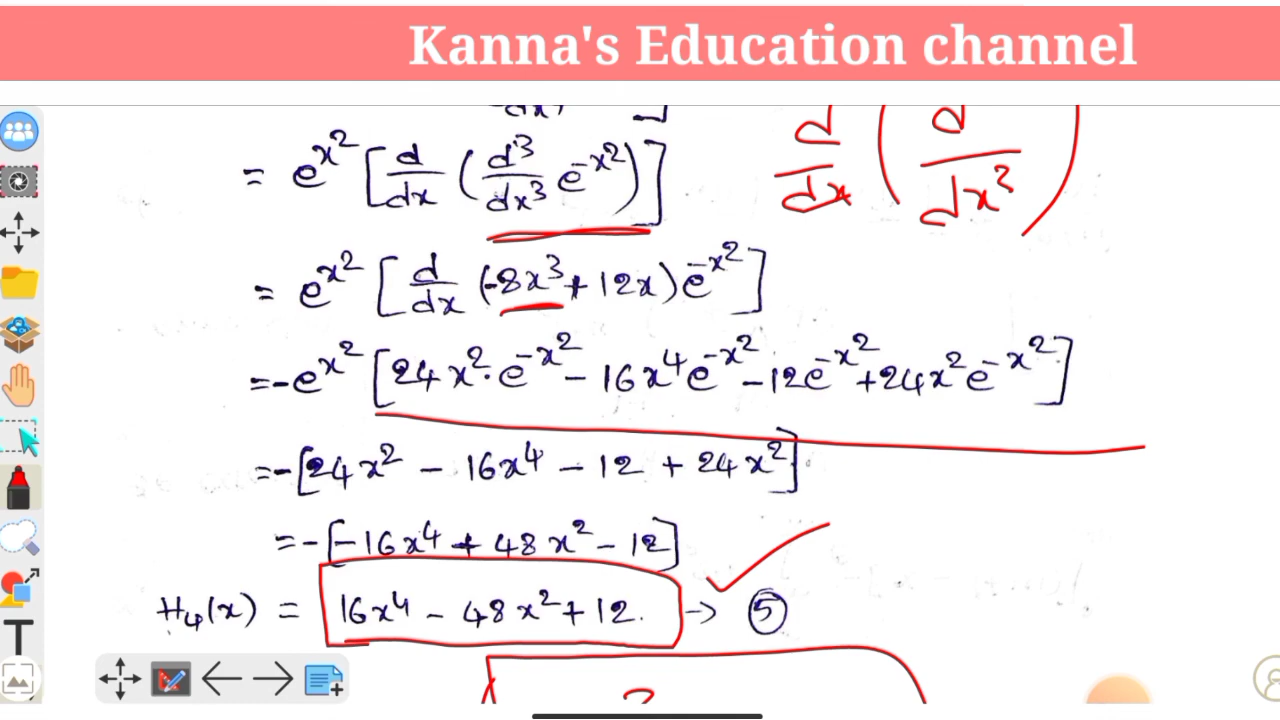 Kanna's Education channel
= e^{x^2} [ d/dx ( d^3/dx^3 e^{-x^2} ) ]
d/dx ( d/dx^3 )
= e^{x^2} [ d/dx (-8x^3 + 12x) e^{-x^2} ]
= -e^{x^2} [ 24x^2 · e^{-x^2} - 16x^4 e^{-x^2} - 12e^{-x^2} + 24x^2 e^{-x^2} ]
= -[24x^2 - 16x^4 - 12 + 24x^2]
= -[-16x^4 + 48x^2 - 12]
H_4(x) = 16x^4 - 48x^2 + 12. → ⑤
T